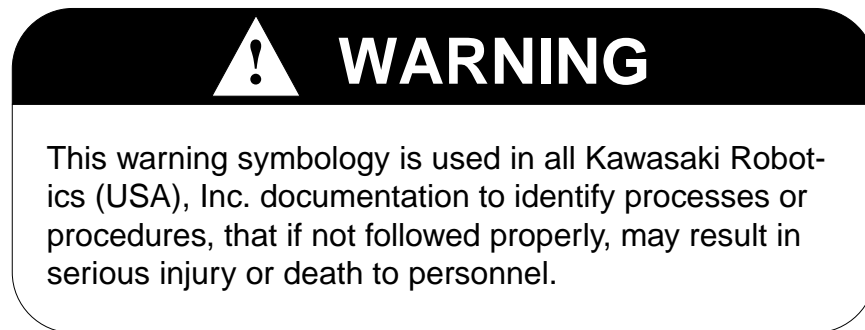 ! WARNING
This warning symbology is used in all Kawasaki Robot-
ics (USA), Inc. documentation to identify processes or
procedures, that if not followed properly, may result in
serious injury or death to personnel.